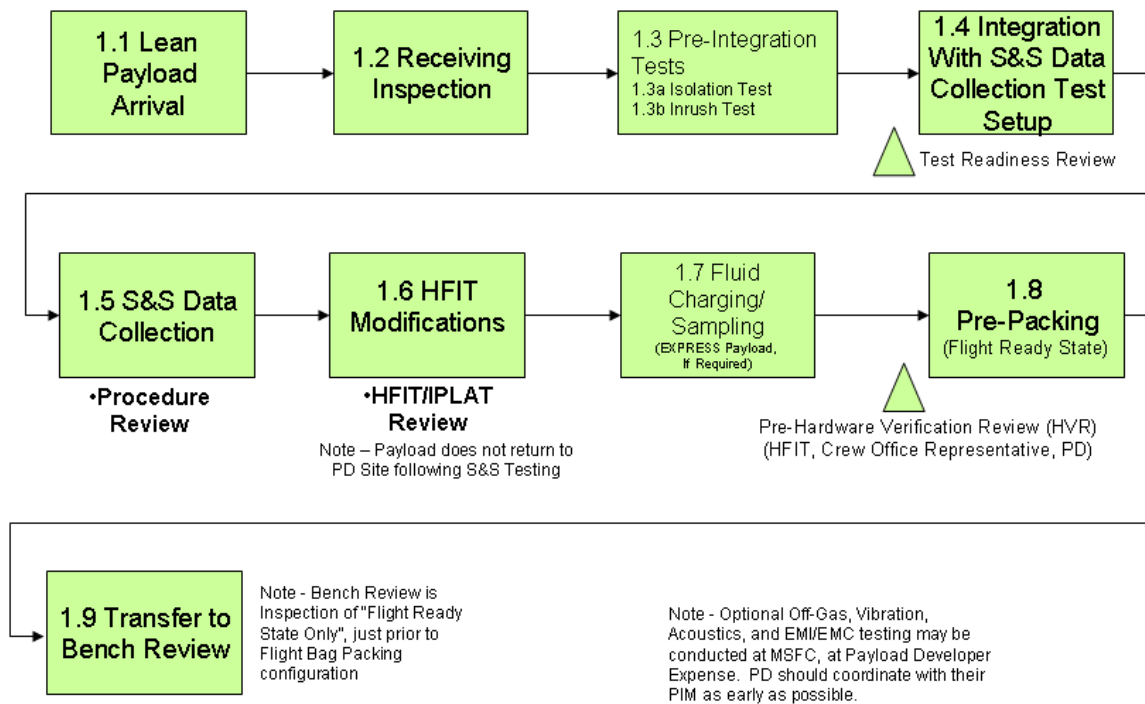 1.1 Lean
Payload
Arrival
1.2 Receiving
Inspection
1.3 Pre-Integration
Tests
1.3a Isolation Test
1.3b Inrush Test
1.4 Integration
With S&S Data
Collection Test
Setup
Test Readiness Review
1.5 S&S Data
Collection
•Procedure
Review
1.6 HFIT
Modifications
•HFIT/IPLAT
Review
Note – Payload does not return to
PD Site following S&S Testing
1.7 Fluid
Charging/
Sampling
(EXPRESS Payload,
If Required)
1.8
Pre-Packing
(Flight Ready State)
Pre-Hardware Verification Review (HVR)
(HFIT, Crew Office Representative, PD)
1.9 Transfer to
Bench Review
Note - Bench Review is
Inspection of "Flight Ready
State Only", just prior to
Flight Bag Packing
configuration
Note - Optional Off-Gas, Vibration,
Acoustics, and EMI/EMC testing may be
conducted at MSFC, at Payload Developer
Expense. PD should coordinate with their
PIM as early as possible.